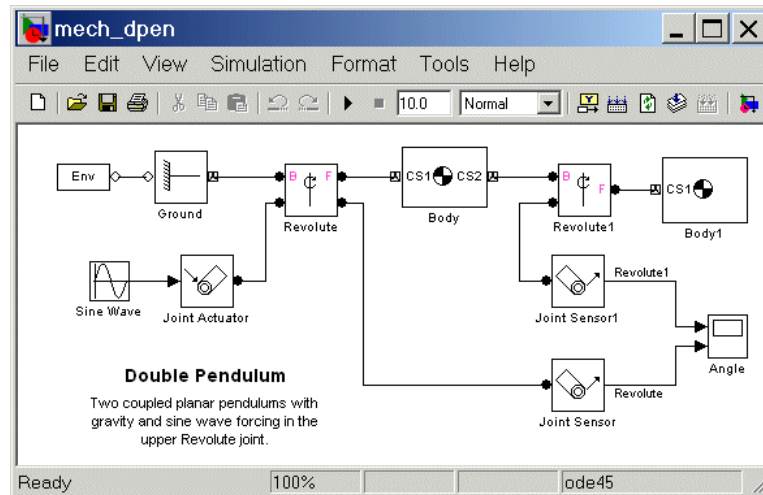 mech_dpen
File Edit View Simulation Format Tools Help
10.0 Normal
Env
Ground
B F
Revolute
CS1 CS2
Body
B F
Revolute1
CS1
Body1
Sine Wave
Joint Actuator
Revolute1
Joint Sensor1
Angle
Revolute
Joint Sensor
Double Pendulum
Two coupled planar pendulums with
gravity and sine wave forcing in the
upper Revolute joint.
Ready 100% ode45